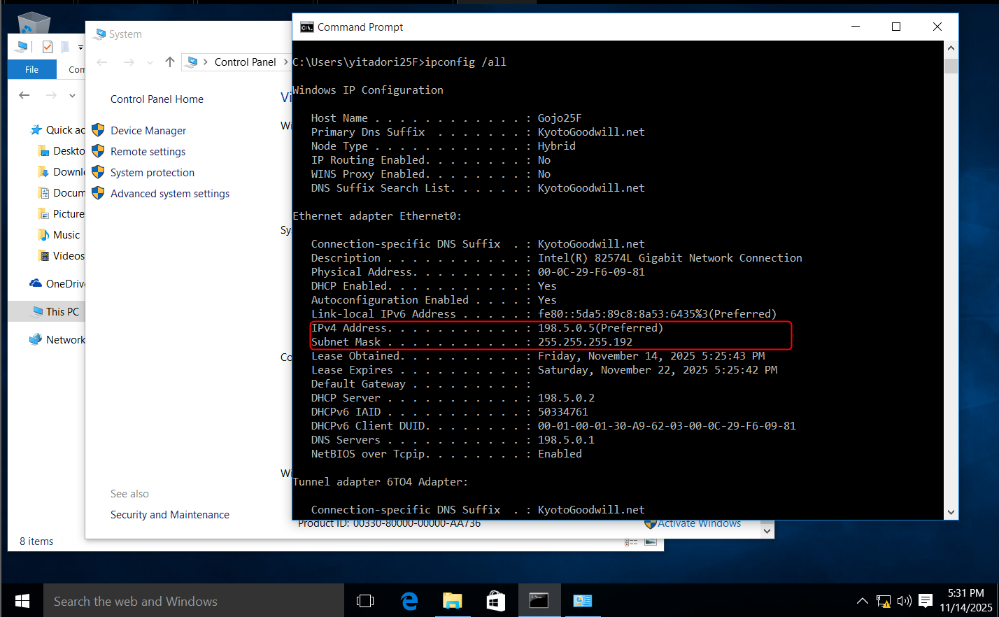 System
File
Com
Control Panel
Control Panel Home
Device Manager
Remote settings
System protection
Advanced system settings
See also
Security and Maintenance
Quick ac
Deskto
Downlo
Docum
Picture
Music
Videos
OneDrive
This PC
Network
8 items
Vi
Wi
Sy
Co
Wi
Product ID: 00330-80000-00000-AA736
Activate Windows
Command Prompt
C:\Users\yitadori25F>ipconfig /all
Windows IP Configuration
Host Name . . . . . . . . . . . . : Gojo25F
Primary Dns Suffix  . . . . . . . : KyotoGoodwill.net
Node Type . . . . . . . . . . . . : Hybrid
IP Routing Enabled. . . . . . . . : No
WINS Proxy Enabled. . . . . . . . : No
DNS Suffix Search List. . . . . . : KyotoGoodwill.net
Ethernet adapter Ethernet0:
Connection-specific DNS Suffix  . : KyotoGoodwill.net
Description . . . . . . . . . . . : Intel(R) 82574L Gigabit Network Connection
Physical Address. . . . . . . . . : 00-0C-29-F6-09-81
DHCP Enabled. . . . . . . . . . . : Yes
Autoconfiguration Enabled . . . . : Yes
Link-local IPv6 Address . . . . . : fe80::5da5:89c8:8a53:6435%3(Preferred)
IPv4 Address. . . . . . . . . . . : 198.5.0.5(Preferred)
Subnet Mask . . . . . . . . . . . : 255.255.255.192
Lease Obtained. . . . . . . . . . : Friday, November 14, 2025 5:25:43 PM
Lease Expires . . . . . . . . . . : Saturday, November 22, 2025 5:25:42 PM
Default Gateway . . . . . . . . . :
DHCP Server . . . . . . . . . . . : 198.5.0.2
DHCPv6 IAID . . . . . . . . . . . : 50334761
DHCPv6 Client DUID. . . . . . . . : 00-01-00-01-30-A9-62-03-00-0C-29-F6-09-81
DNS Servers . . . . . . . . . . . : 198.5.0.1
NetBIOS over Tcpip. . . . . . . . : Enabled
Tunnel adapter 6TO4 Adapter:
Connection-specific DNS Suffix  . : KyotoGoodwill.net
Search the web and Windows
5:31 PM
11/14/2025